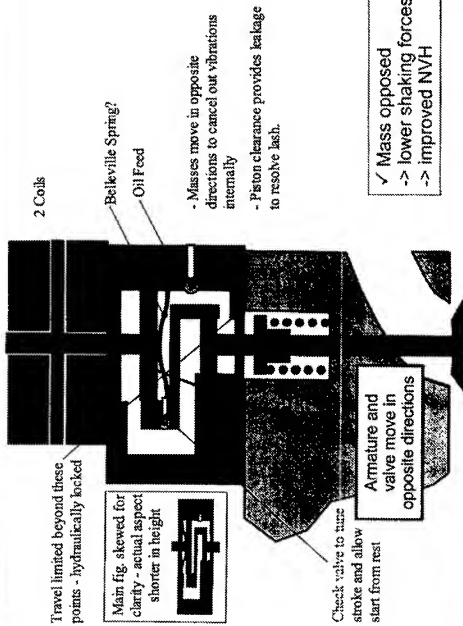 2 Coils
Belleville Spring?
Oil Feed
- Masses move in opposite
directions to cancel out vibrations
internally
- Piston clearance provides leakage
to resolve lash.
✓ Mass opposed
-> lower shaking forces
-> improved NVH
Travel limited beyond these
points - hydraulically locked
Main fig. skewed for
clarity - actual aspect
shorter in height
Check valve to tune
stroke and allow
start from rest
Armature and
valve move in
opposite directions